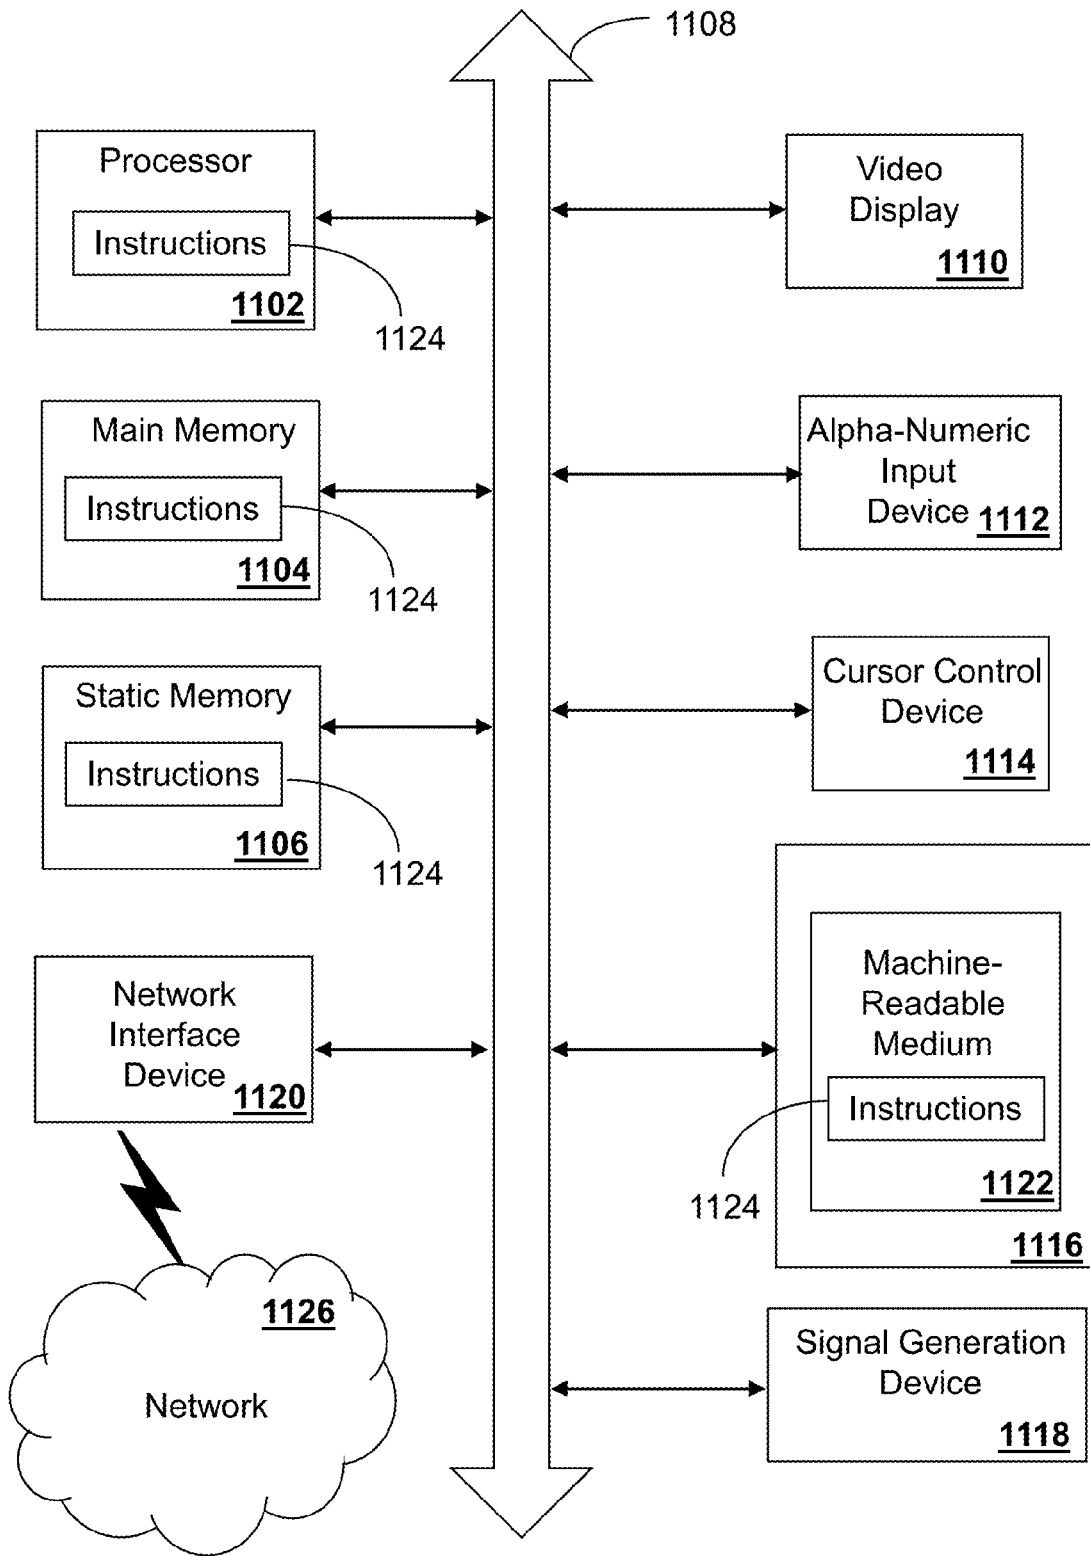 1108
Processor
Instructions
1102
1124
Main Memory
Instructions
1104
1124
Static Memory
Instructions
1106
1124
Network
Interface
Device
1120
1126
Network
Video
Display
1110
Alpha-Numeric
Input
Device 1112
Cursor Control
Device
1114
Machine-
Readable
Medium
Instructions
1122
1124
1116
Signal Generation
Device
1118